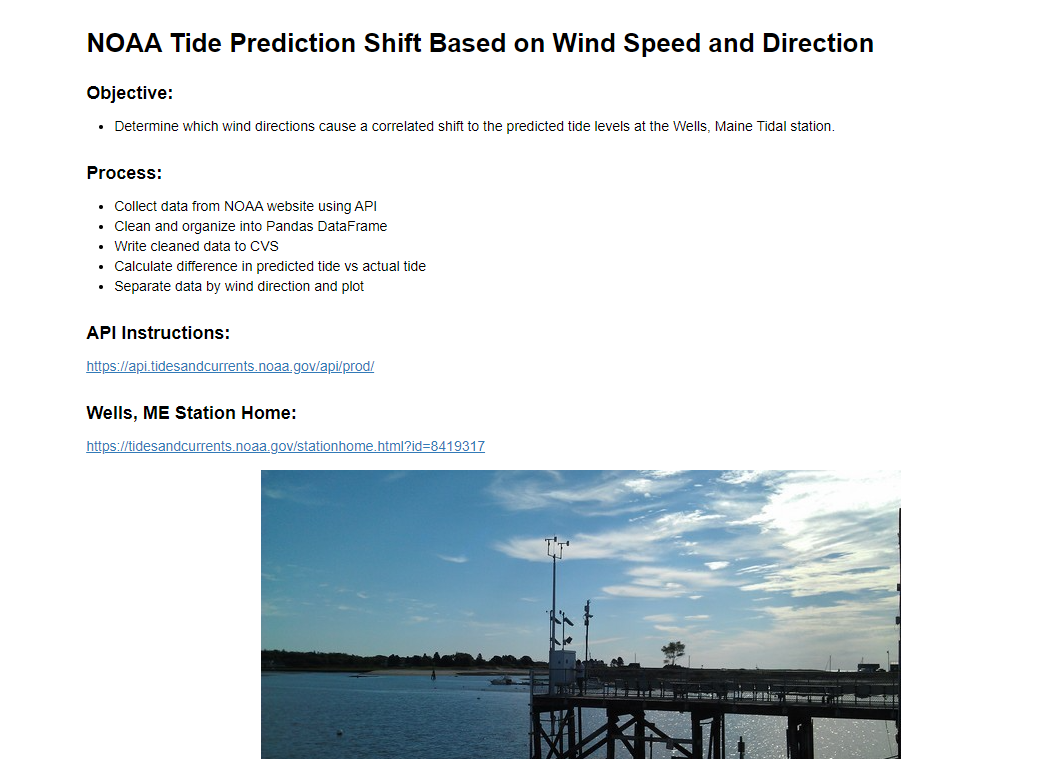 NOAA Tide Prediction Shift Based on Wind Speed and Direction
Objective:
Determine which wind directions cause a correlated shift to the predicted tide levels at the Wells, Maine Tidal station.
Process:
Collect data from NOAA website using API
Clean and organize into Pandas DataFrame
Write cleaned data to CVS
Calculate difference in predicted tide vs actual tide
Separate data by wind direction and plot
API Instructions:
https://api.tidesandcurrents.noaa.gov/api/prod/
Wells, ME Station Home:
https://tidesandcurrents.noaa.gov/stationhome.html?id=8419317